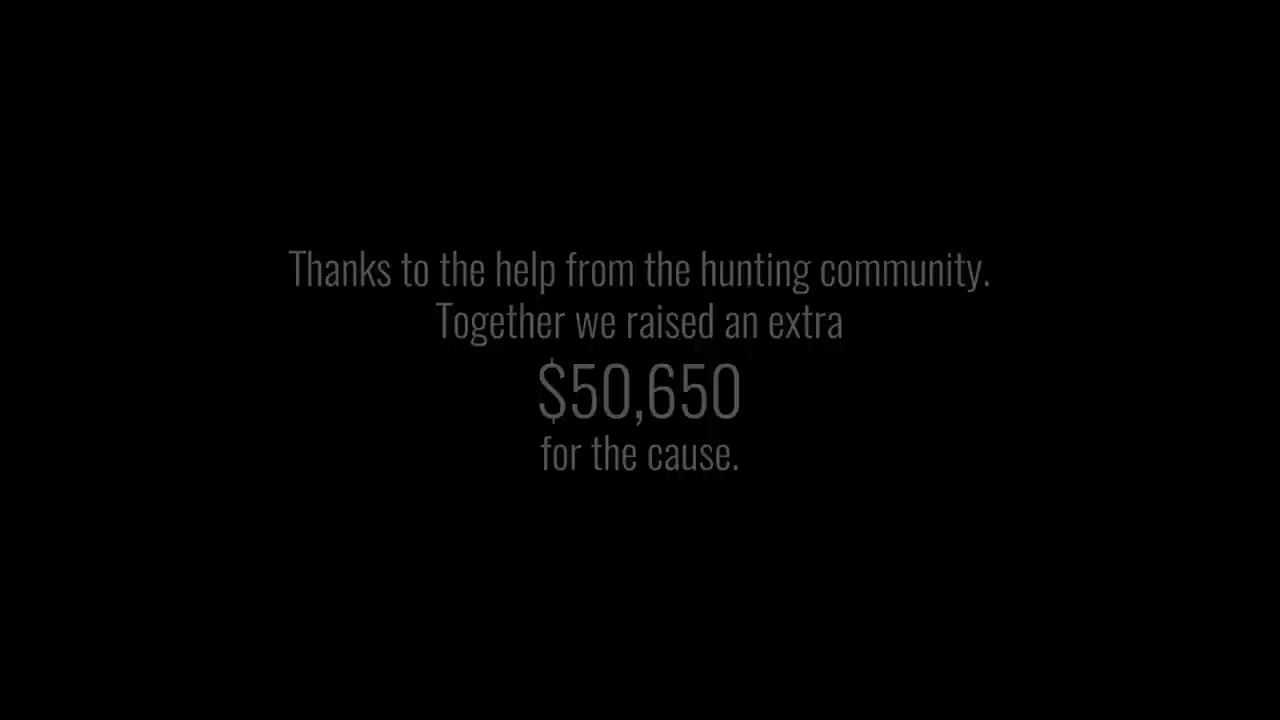 Thanks to the help from the hunting community.
Together we raised an extra
$50,650
for the cause.